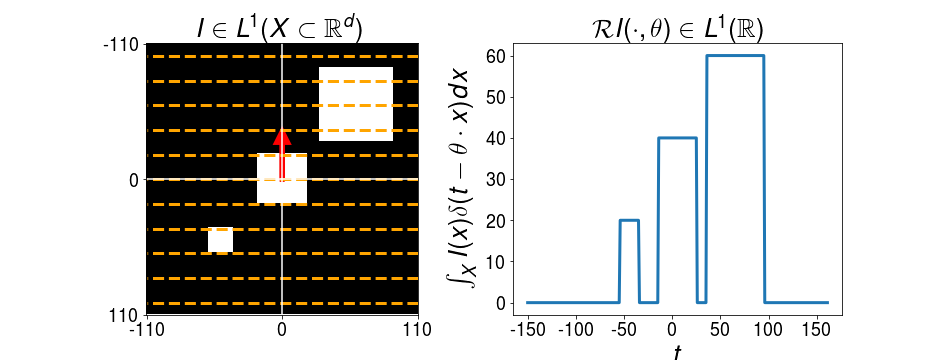 I ∈ L¹(X ⊂ ℝᵈ)
-110
0
110
-110 0 110
ℛI(·, θ) ∈ L¹(ℝ)
∫_X I(x)δ(t − θ · x)dx
60
50
40
30
20
10
0
-150 -100 -50 0 50 100 150
t